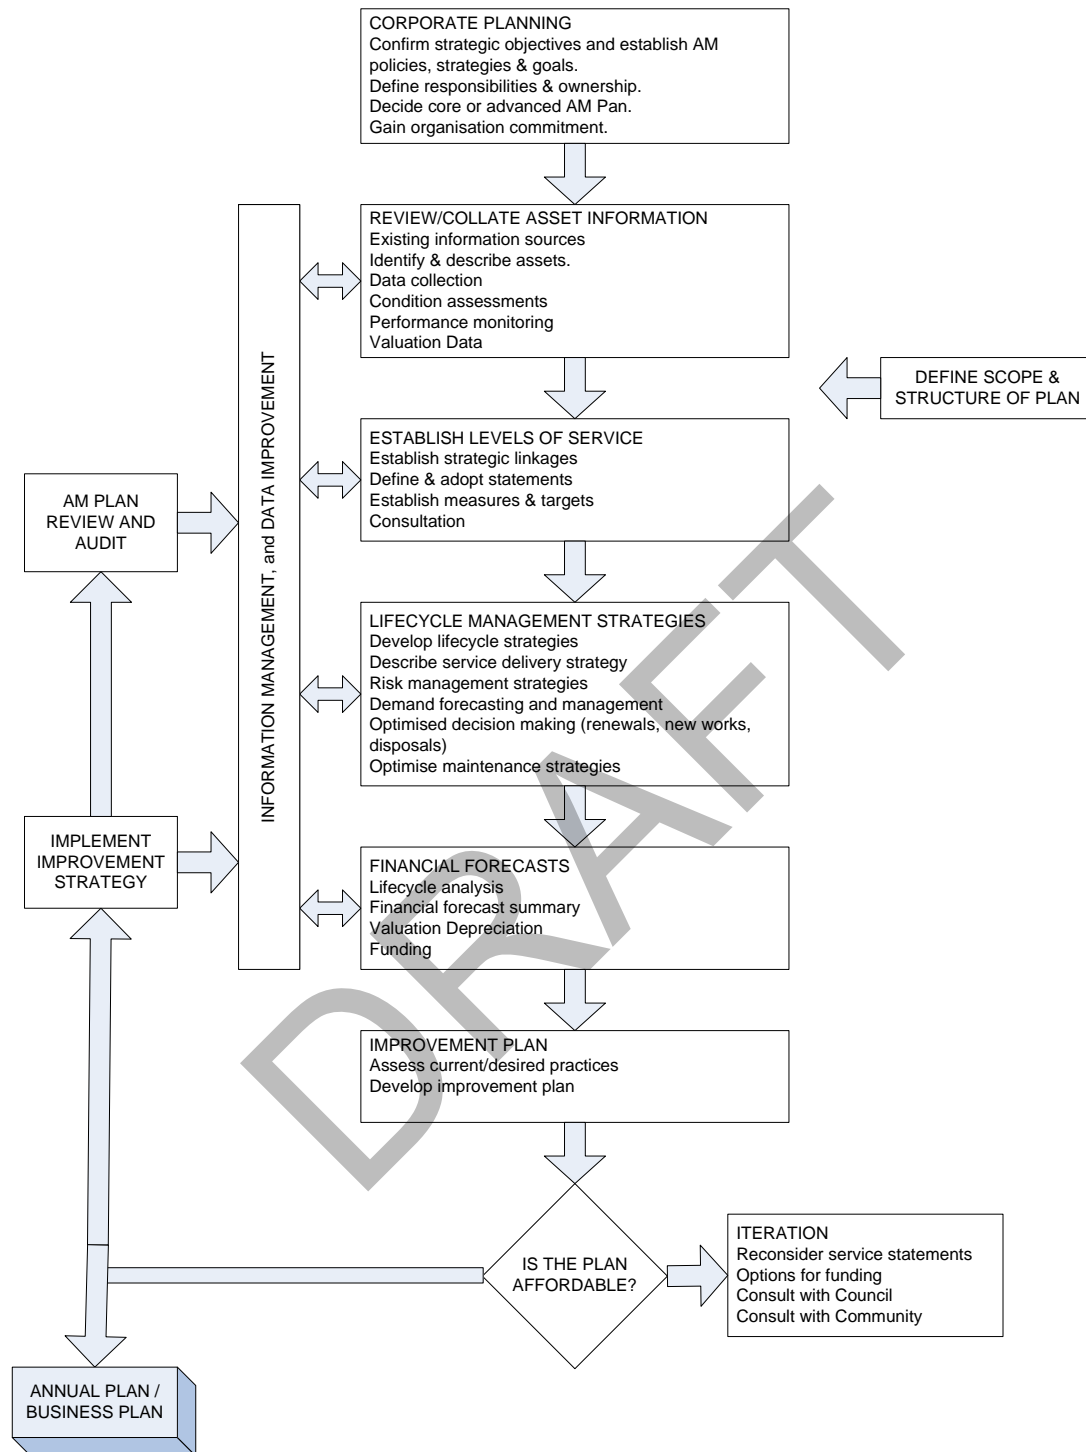 CORPORATE PLANNING
Confirm strategic objectives and establish AM
policies, strategies & goals.
Define responsibilities & ownership.
Decide core or advanced AM Pan.
Gain organisation commitment.
REVIEW/COLLATE ASSET INFORMATION
Existing information sources
Identify & describe assets.
Data collection
Condition assessments
Performance monitoring
Valuation Data
DEFINE SCOPE &
STRUCTURE OF PLAN
INFORMATION MANAGEMENT, and DATA IMPROVEMENT
ESTABLISH LEVELS OF SERVICE
Establish strategic linkages
Define & adopt statements
Establish measures & targets
Consultation
AM PLAN
REVIEW AND
AUDIT
LIFECYCLE MANAGEMENT STRATEGIES
Develop lifecycle strategies
Describe service delivery strategy
Risk management strategies
Demand forecasting and management
Optimised decision making (renewals, new works,
disposals)
Optimise maintenance strategies
IMPLEMENT
IMPROVEMENT
STRATEGY
FINANCIAL FORECASTS
Lifecycle analysis
Financial forecast summary
Valuation Depreciation
Funding
IMPROVEMENT PLAN
Assess current/desired practices
Develop improvement plan
IS THE PLAN
AFFORDABLE?
ITERATION
Reconsider service statements
Options for funding
Consult with Council
Consult with Community
ANNUAL PLAN /
BUSINESS PLAN
DRAFT